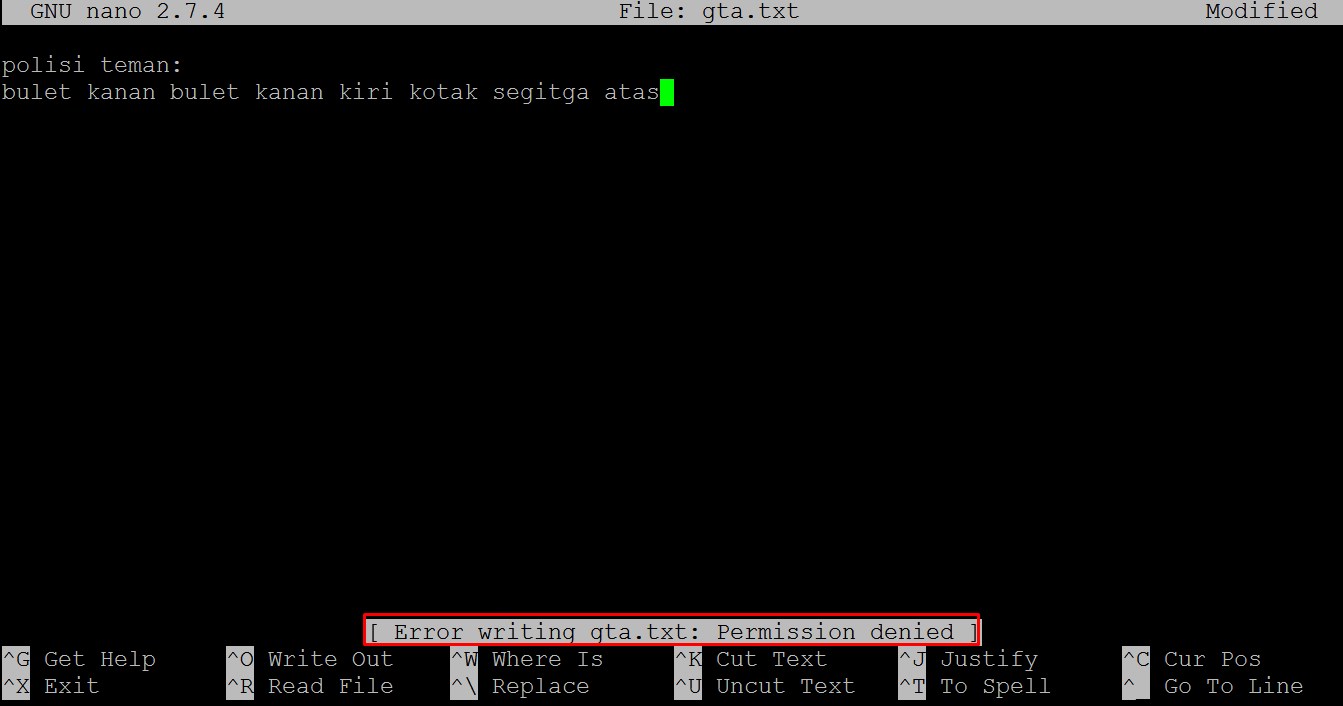 GNU nano 2.7.4 File: gta.txt Modified
polisi teman:
bulet kanan bulet kanan kiri kotak segitga atas
[ Error writing gta.txt: Permission denied ]
^G Get Help ^O Write Out ^W Where Is ^K Cut Text ^J Justify ^C Cur Pos
^X Exit ^R Read File ^\ Replace ^U Uncut Text ^T To Spell ^ Go To Line